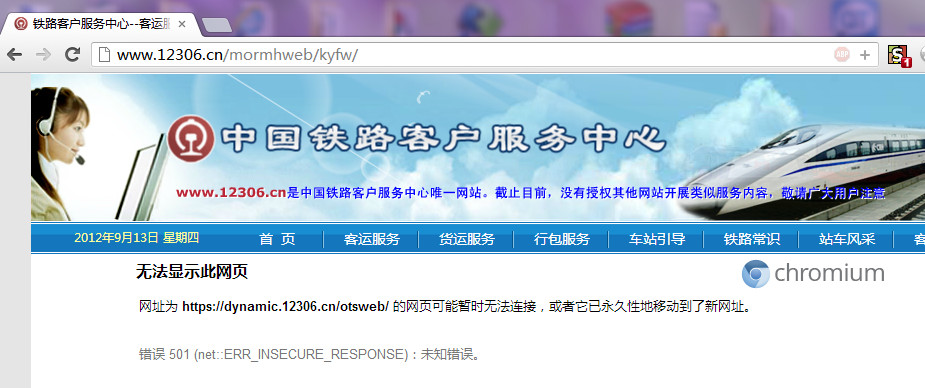 铁路客户服务中心--客运服
www.12306.cn/mormhweb/kyfw/
ABP
S
1
中国铁路客户服务中心
www.12306.cn是中国铁路客户服务中心唯一网站。截止目前，没有授权其他网站开展类似服务内容，敬请广大用户注意
2012年9月13日 星期四 首 页 客运服务 货运服务 行包服务 车站引导 铁路常识 站车风采 客
无法显示此网页
chromium
网址为 https://dynamic.12306.cn/otsweb/ 的网页可能暂时无法连接，或者它已永久性地移动到了新网址。
错误 501 (net::ERR_INSECURE_RESPONSE)：未知错误。